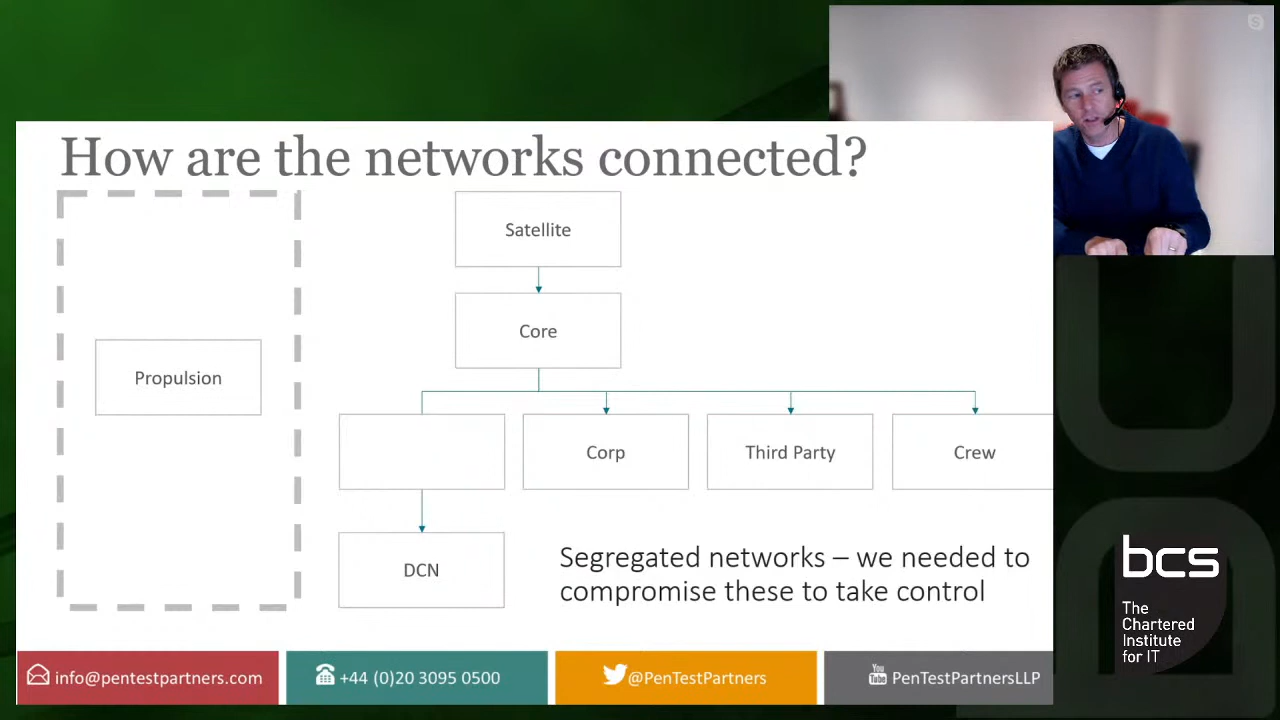 How are the networks connected?
Satellite
Core
Propulsion
Corp
Third Party
Crew
DCN
Segregated networks – we needed to
compromise these to take control
info@pentestpartners.com
+44 (0)20 3095 0500
@PenTestPartners
You
Tube
PenTestPartnersLLP
bcs
The
Chartered
Institute
for IT